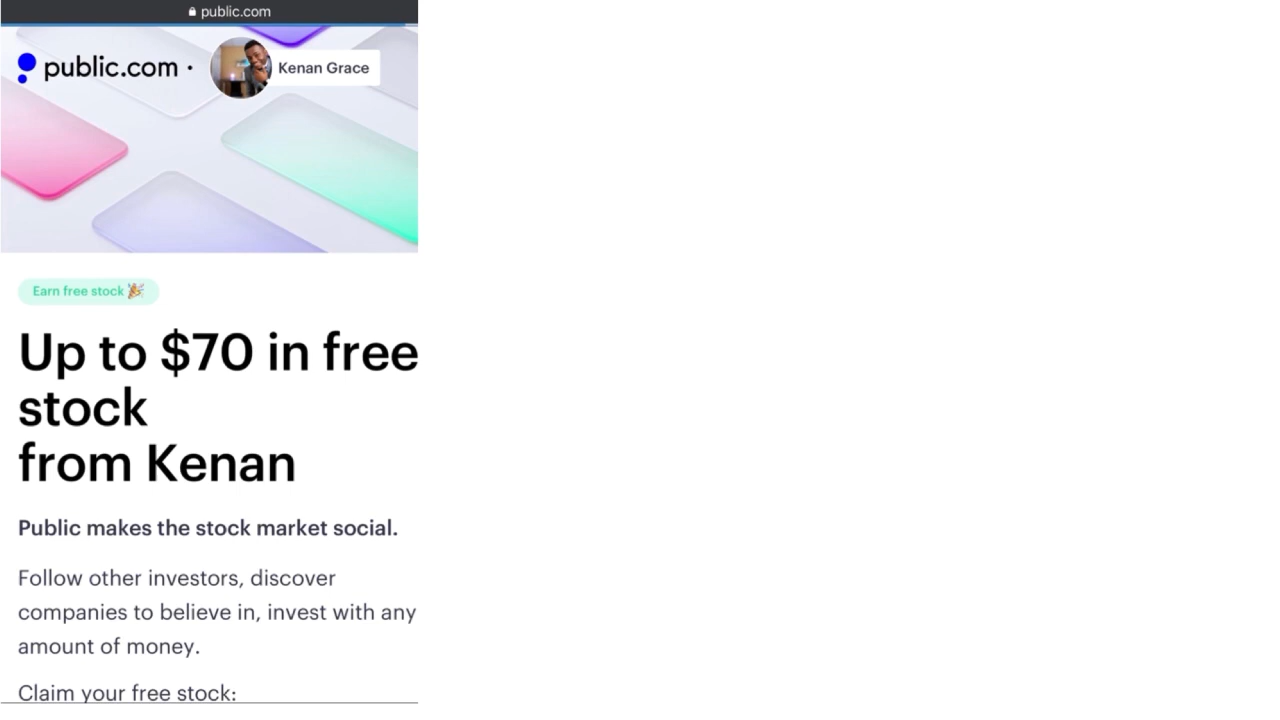 public.com
public.com · Kenan Grace
Earn free stock 🎉
Up to $70 in free
stock
from Kenan
Public makes the stock market social.
Follow other investors, discover
companies to believe in, invest with any
amount of money.
Claim your free stock: